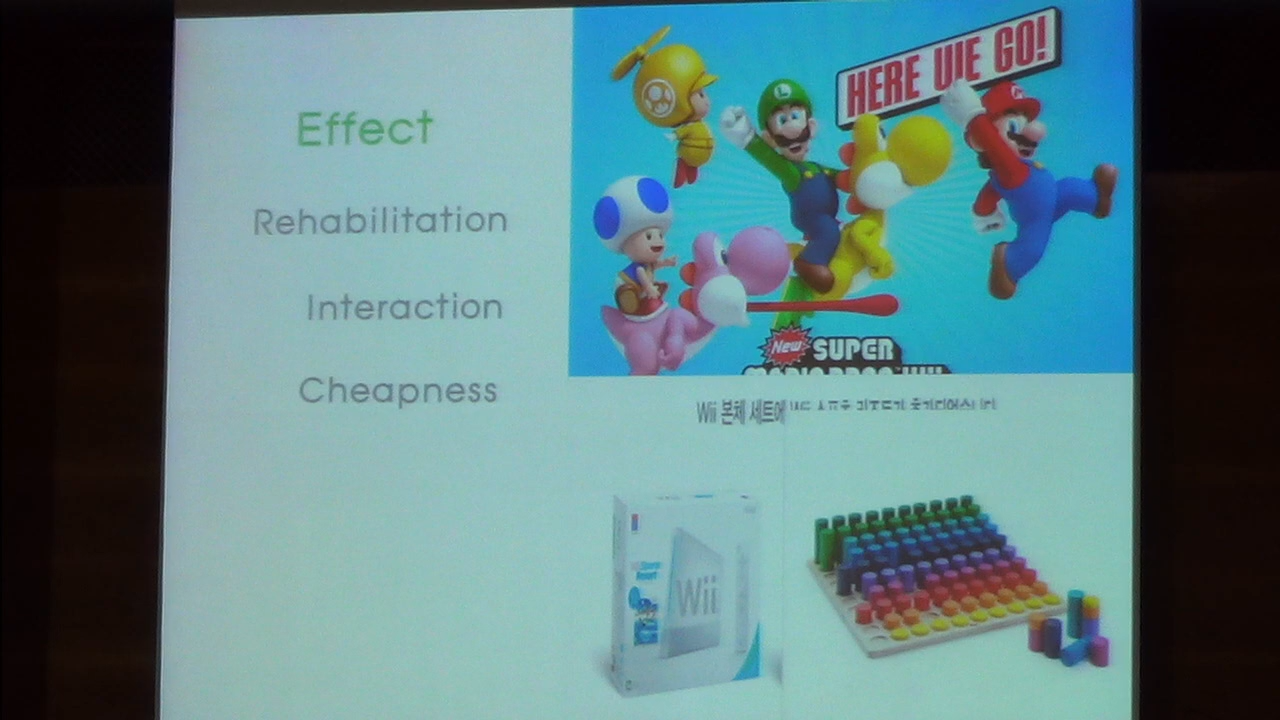 Effect
Rehabilitation
Interaction
Cheapness
HERE WE GO!
L
M
New SUPER
Wii 본체 세트에
Wii